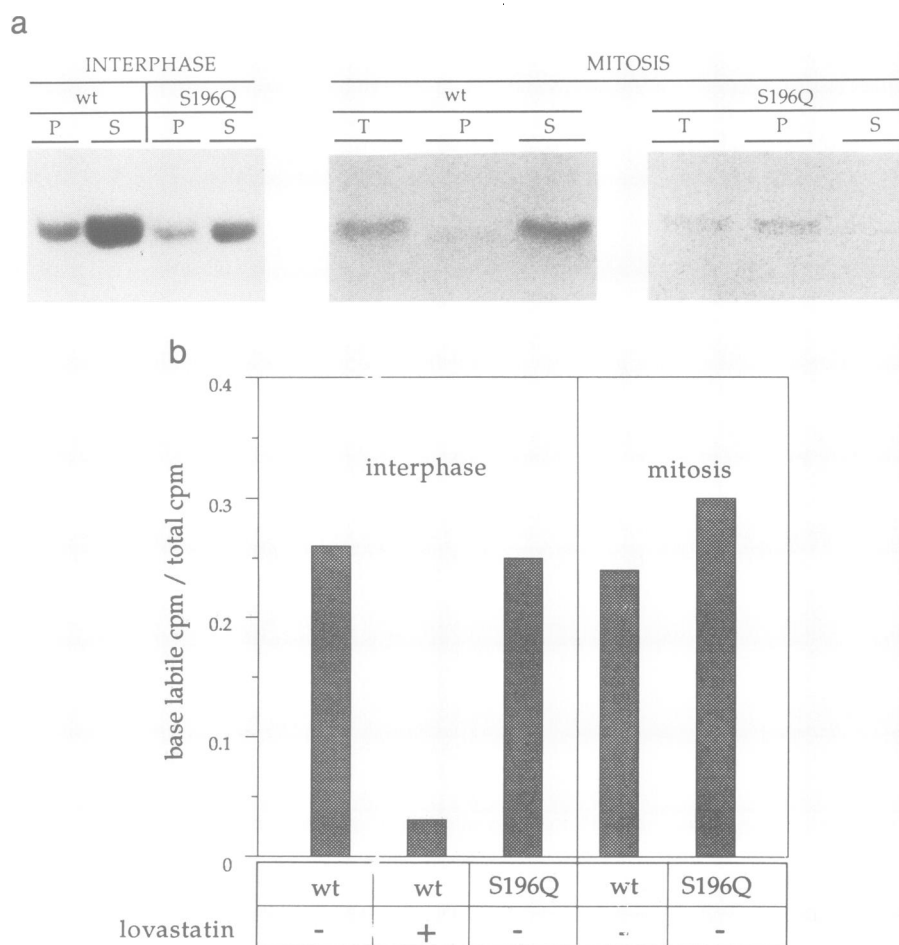 a
INTERPHASE
MITOSIS
wt S196Q
wt
S196Q
P S P S
T P S
T P S
b
0.4
0.3
0.2
0.1
0
base labile cpm / total cpm
interphase
mitosis
wt wt S196Q wt S196Q
lovastatin - + - - -